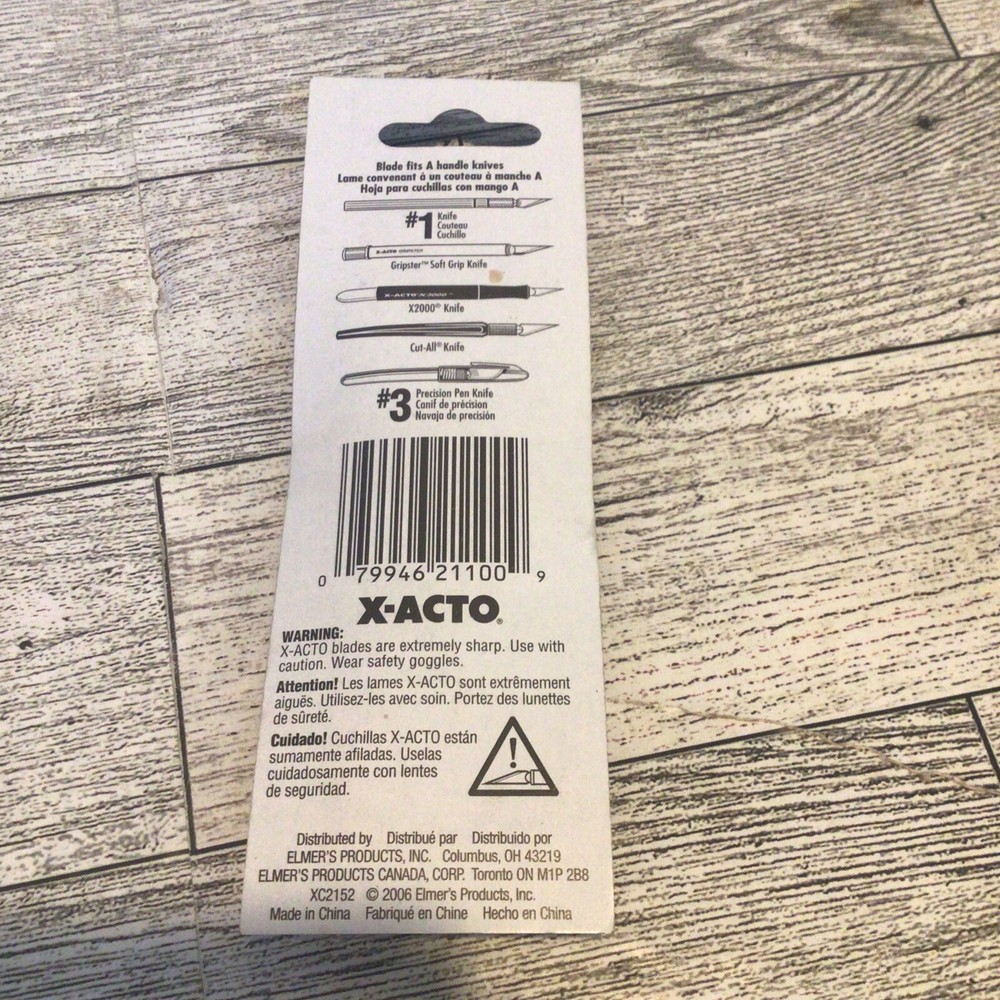 Blade fits A handle knives
Lame convenant à un couteau à manche A
Hoja para cuchillas con mango A
#1 Knife
Couteau
Cuchillo
X-ACTO GRIPSTER
Gripster™ Soft Grip Knife
X-ACTO X2000™
X2000® Knife
Cut-All® Knife
#3 Precision Pen Knife
Canif de précision
Navaja de precisión
0 79946 21100 9
X-ACTO®
WARNING:
X-ACTO blades are extremely sharp. Use with
caution. Wear safety goggles.
Attention! Les lames X-ACTO sont extrêmement
aiguës. Utilisez-les avec soin. Portez des lunettes
de sûreté.
Cuidado! Cuchillas X-ACTO están
sumamente afiladas. Uselas
cuidadosamente con lentes
de seguridad.
!
Distributed by Distribué par Distribuido por
ELMER'S PRODUCTS, INC. Columbus, OH 43219
ELMER'S PRODUCTS CANADA, CORP. Toronto ON M1P 2B8
XC2152 © 2006 Elmer's Products, Inc.
Made in China Fabriqué en Chine Hecho en China